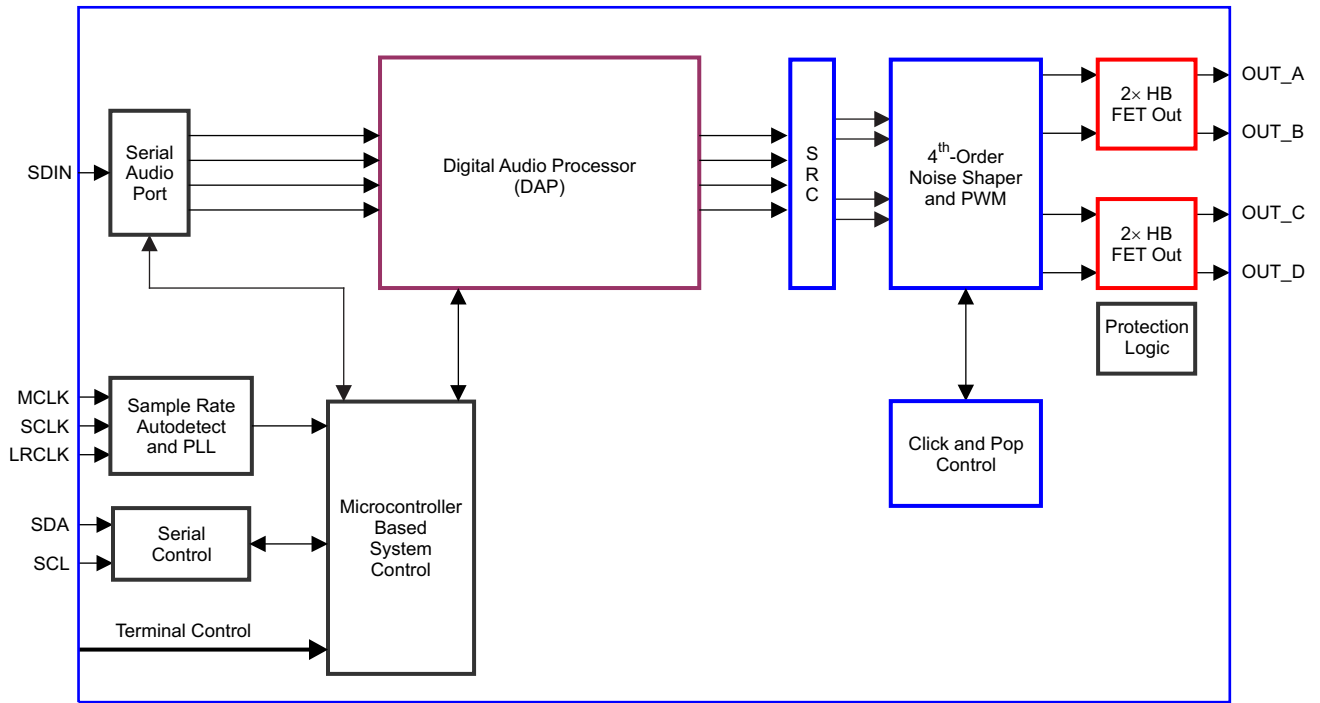 SDIN
Serial
Audio
Port
Digital Audio Processor
(DAP)
S
R
C
4th-Order
Noise Shaper
and PWM
2× HB
FET Out
OUT_A
OUT_B
2× HB
FET Out
OUT_C
OUT_D
Protection
Logic
MCLK
SCLK
LRCLK
Sample Rate
Autodetect
and PLL
SDA
SCL
Serial
Control
Microcontroller
Based
System
Control
Click and Pop
Control
Terminal Control